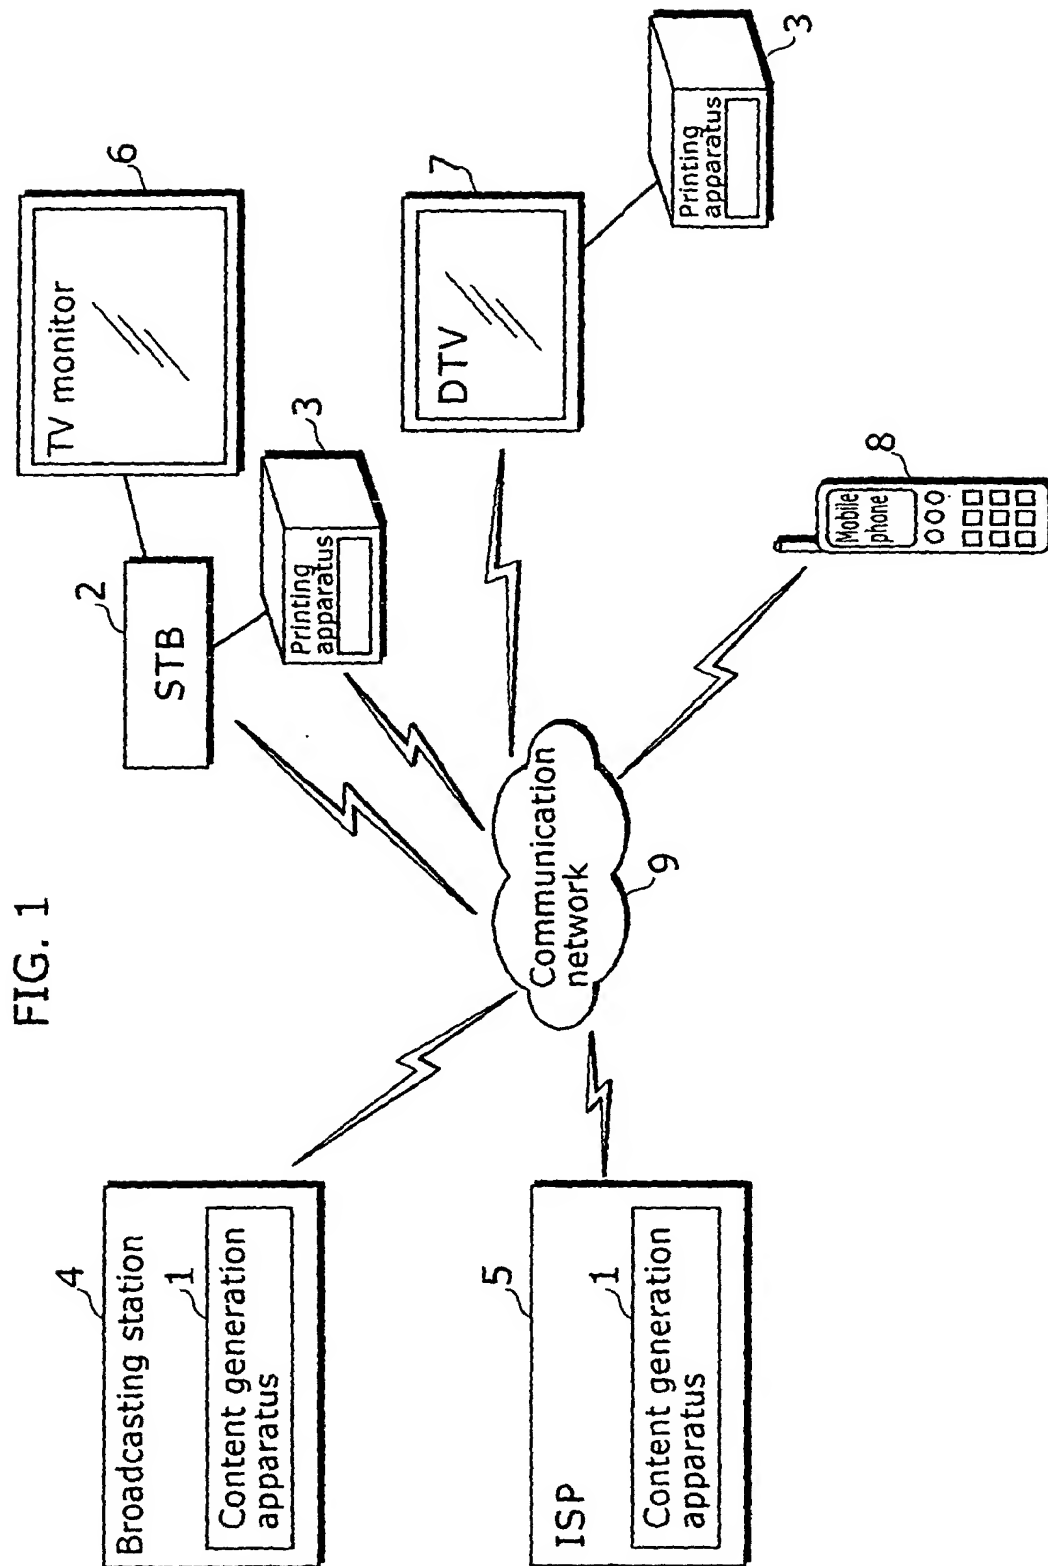 FIG. 1
4
Broadcasting station
1
Content generation
apparatus
5
ISP
1
Content generation
apparatus
Communication
network
9
2
STB
6
TV monitor
3
Printing
apparatus
7
DTV
3
Printing
apparatus
8
Mobile
phone